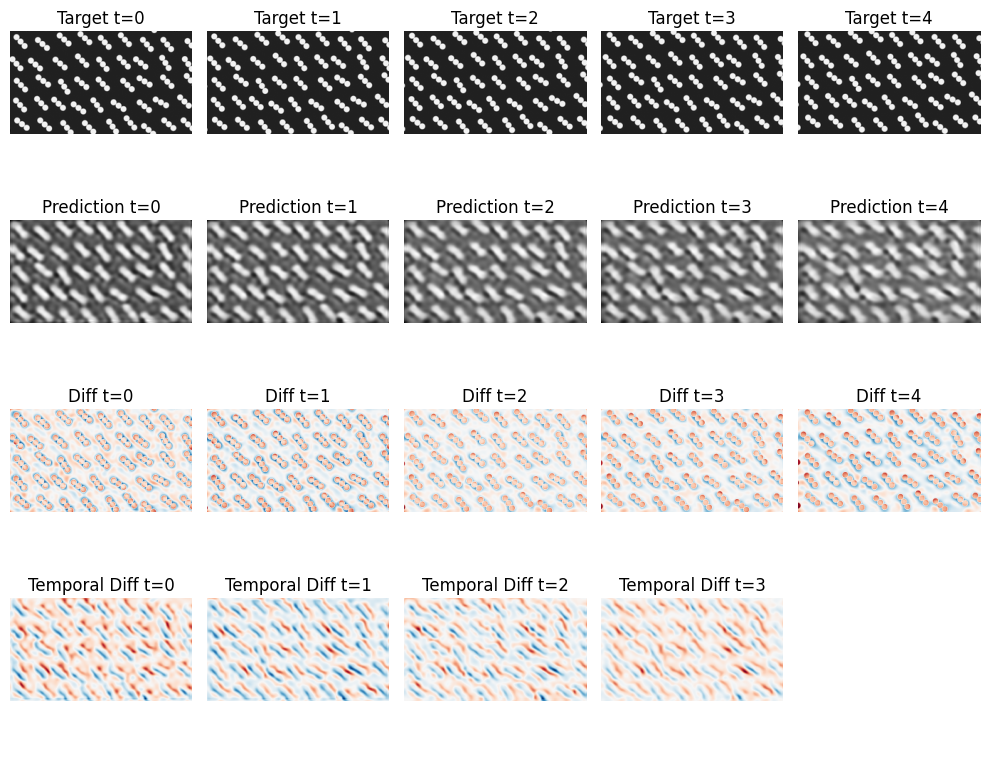 Target t=0
Target t=1
Target t=2
Target t=3
Target t=4
Prediction t=0
Prediction t=1
Prediction t=2
Prediction t=3
Prediction t=4
Diff t=0
Diff t=1
Diff t=2
Diff t=3
Diff t=4
Temporal Diff t=0
Temporal Diff t=1
Temporal Diff t=2
Temporal Diff t=3